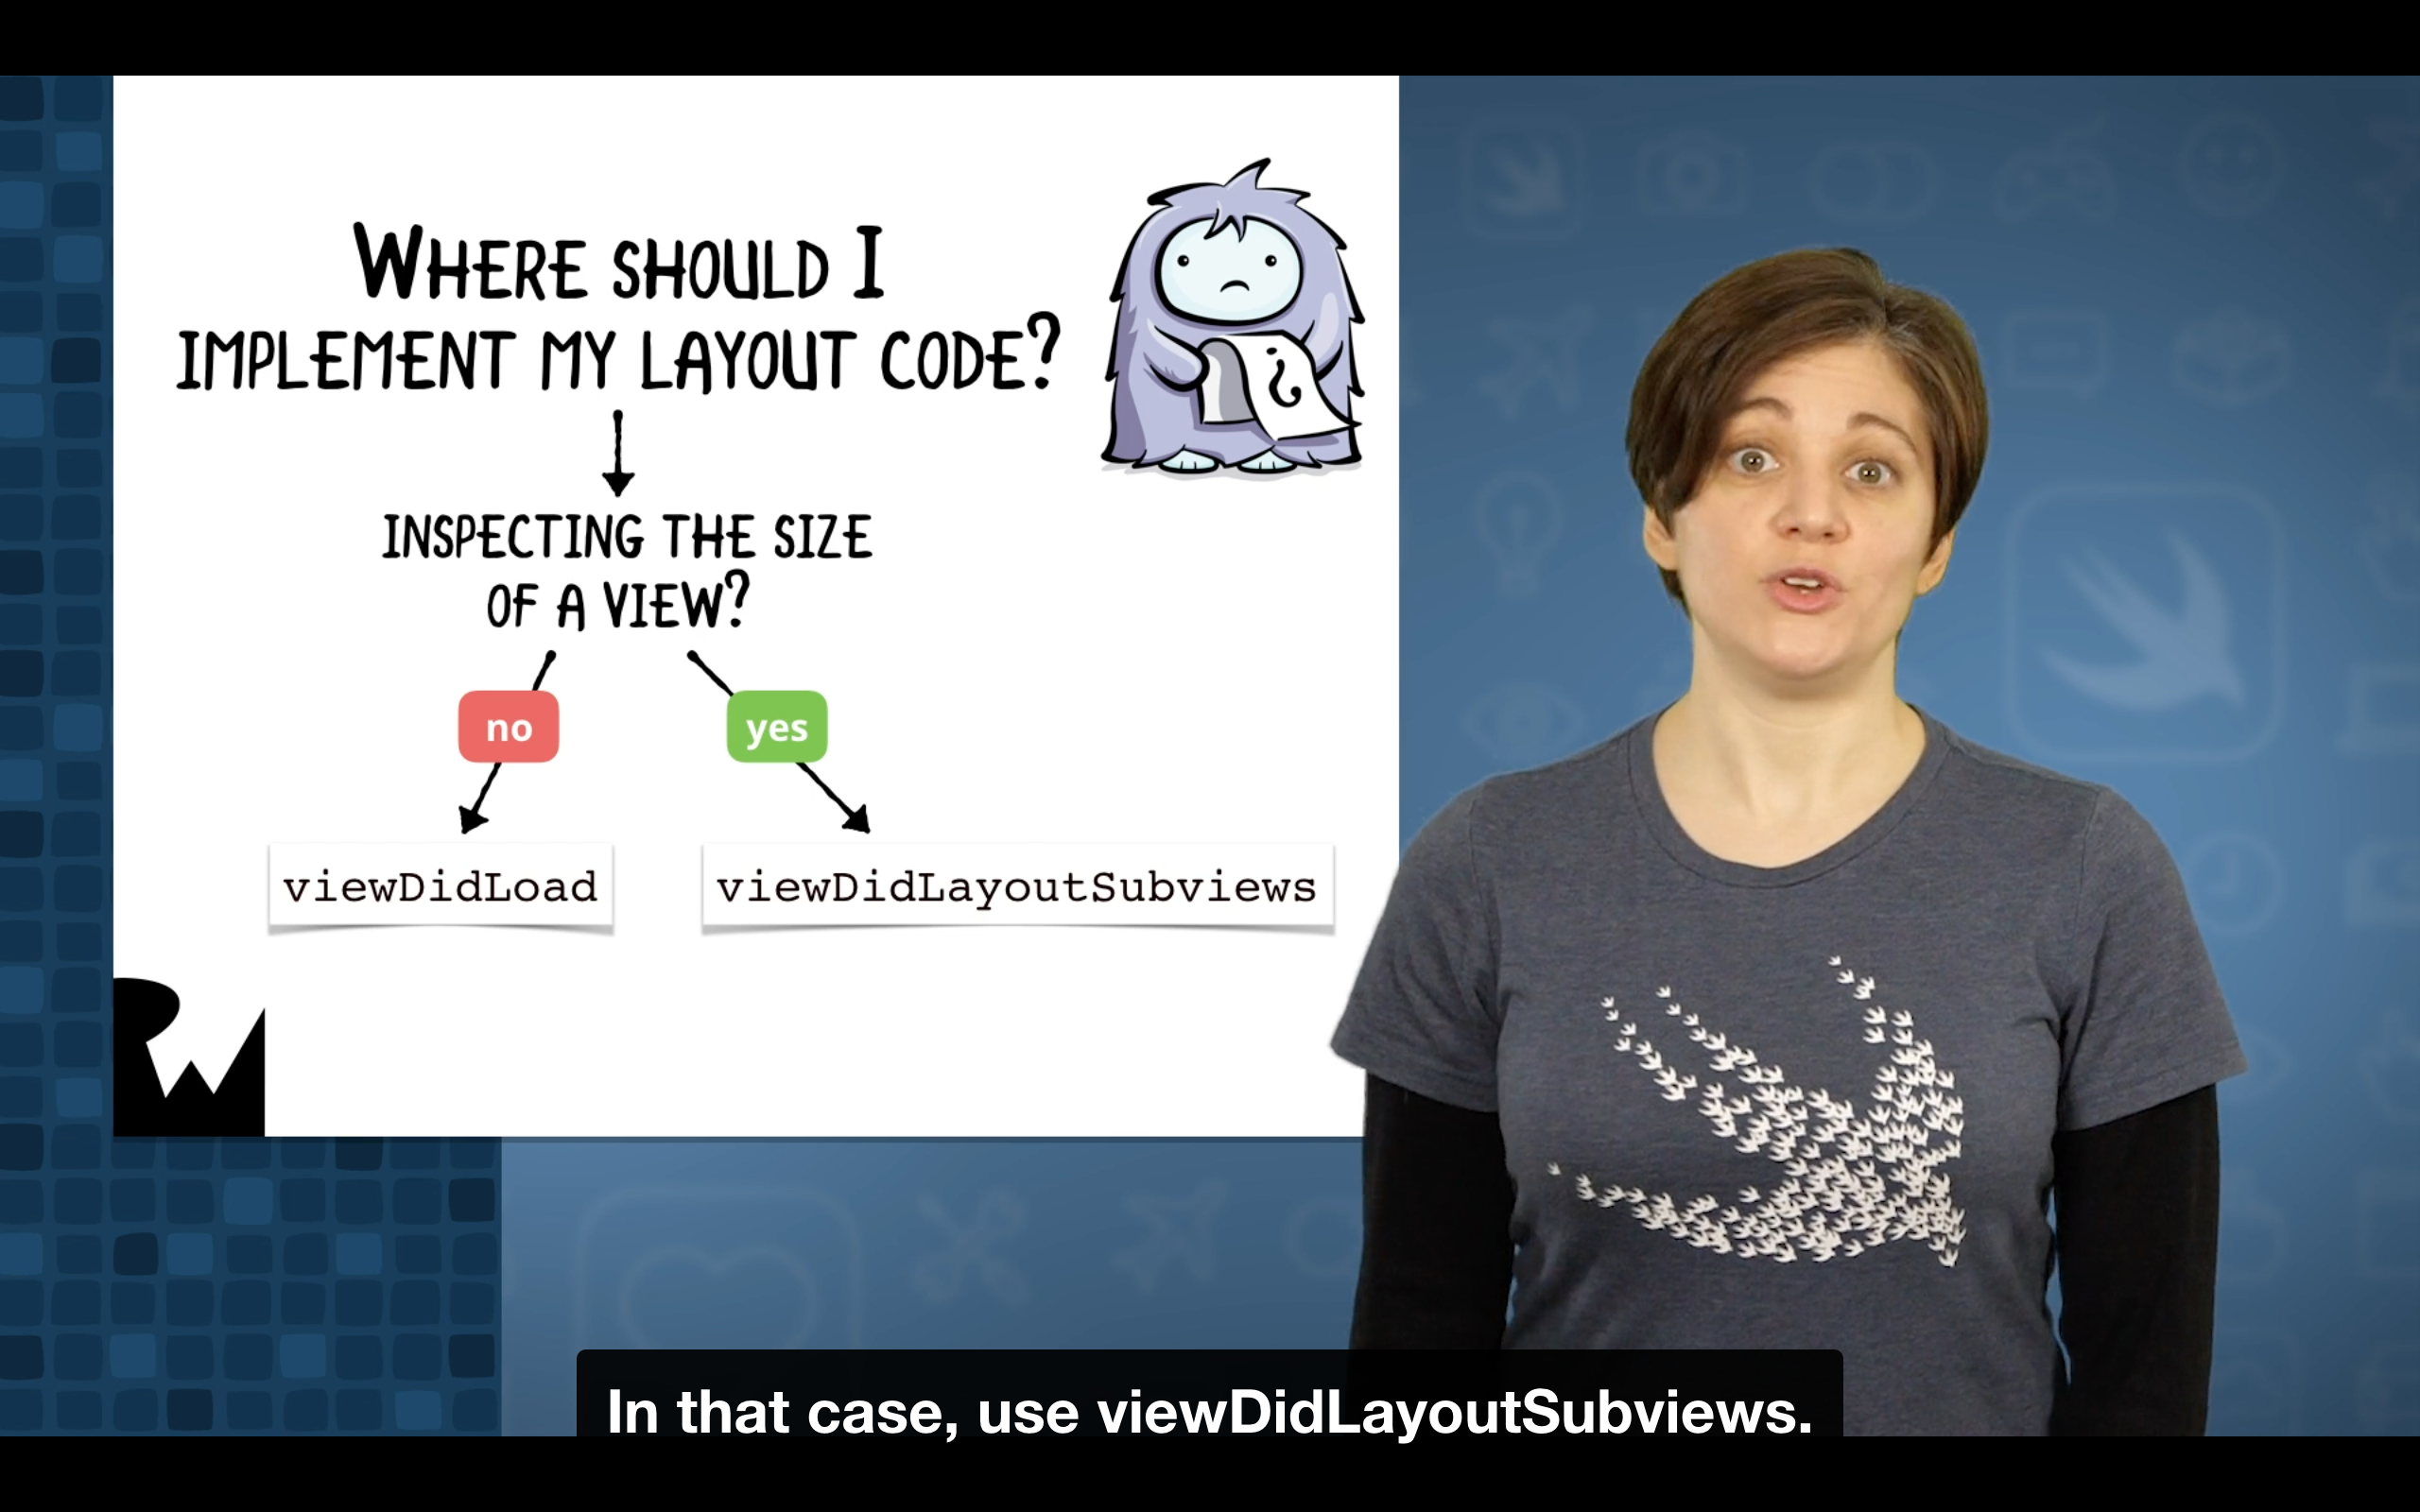 WHERE SHOULD I
IMPLEMENT MY LAYOUT CODE?
INSPECTING THE SIZE
OF A VIEW?
no
yes
viewDidLoad
viewDidLayoutSubviews
RW
In that case, use viewDidLayoutSubviews.